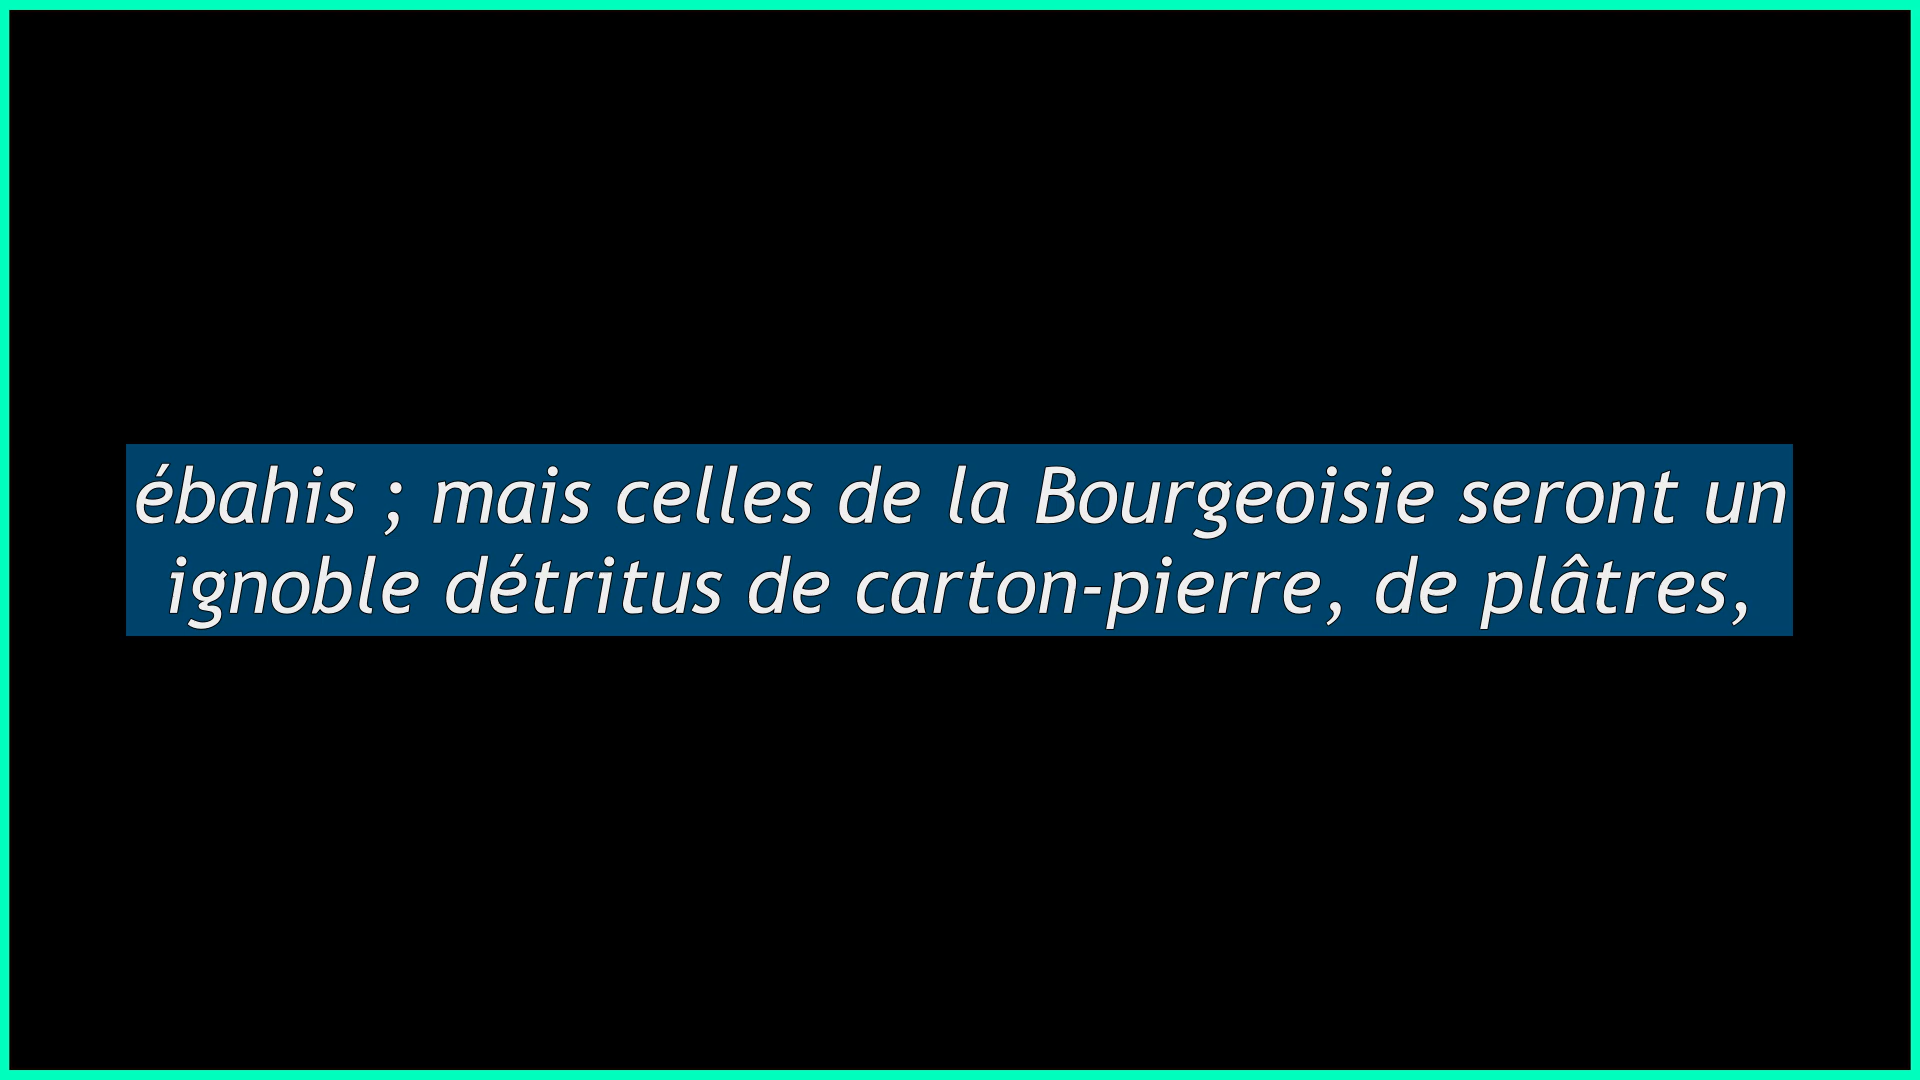 ébahis ; mais celles de la Bourgeoisie seront un
ignoble détritus de carton-pierre, de plâtres,